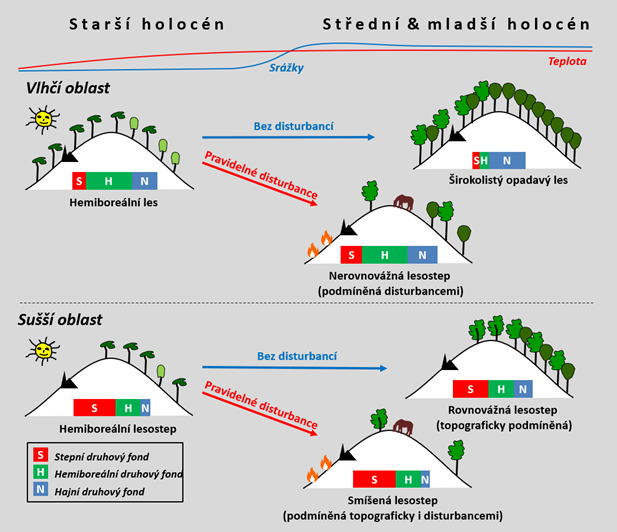 Starší holocén
Střední & mladší holocén
Srážky
Teplota
Vlhčí oblast
Bez disturbancí
Pravidelné disturbance
S H N
Hemiboreální les
S H N
Širokolistý opadavý les
S H N
Nerovnovážná lesostep
(podmíněná disturbancemi)
Sušší oblast
Bez disturbancí
Pravidelné disturbance
S H N
Hemiboreální lesostep
S H N
Rovnovážná lesostep
(topograficky podmíněná)
S H N
Smíšená lesostep
(podmíněná topograficky i disturbancemi)
S Stepní druhový fond
H Hemiboreální druhový fond
N Hajní druhový fond